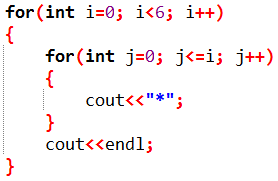 for(int i=0; i<6; i++)
{
    for(int j=0; j<=i; j++)
    {
        cout<<"*";
    }
    cout<<endl;
}